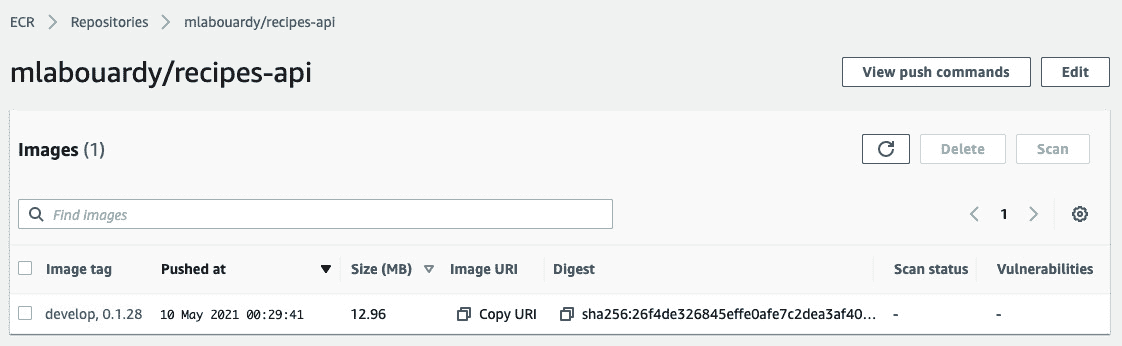 ECR > Repositories > mlabouardy/recipes-api
mlabouardy/recipes-api
View push commands
Edit
Images (1)
Delete
Scan
Find Images
1
Image tag Pushed at Size (MB) Image URI Digest Scan status Vulnerabilities
develop, 0.1.28 10 May 2021 00:29:41 12.96 Copy URI sha256:26f4de326845effe0afe7c2dea3af40... - -